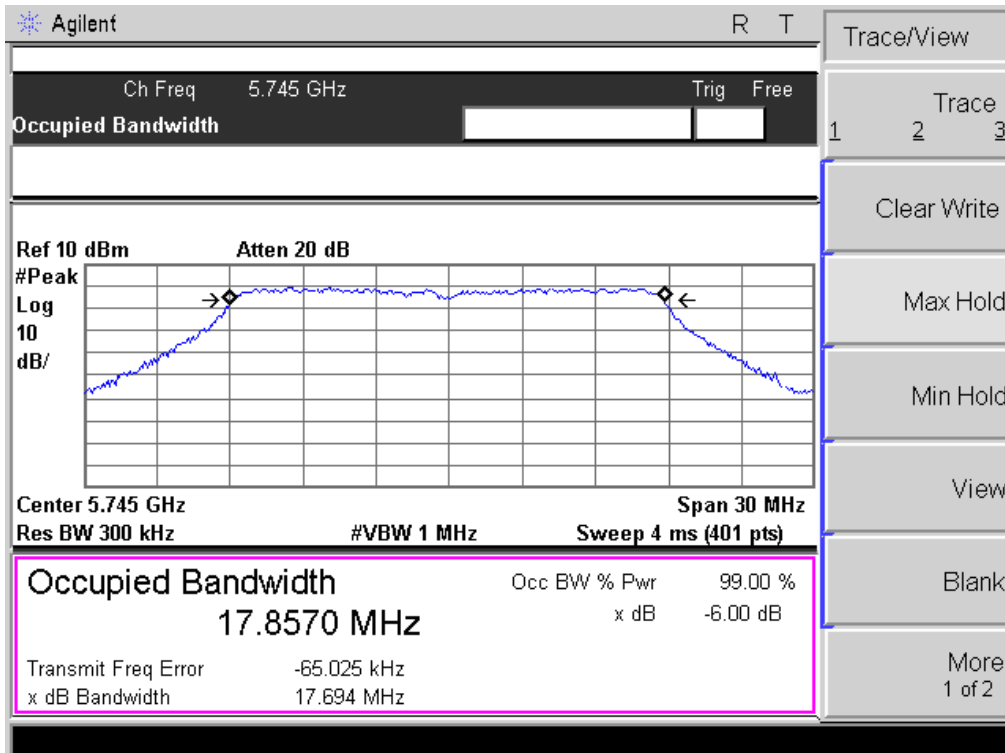 Agilent
R T
Ch Freq 5.745 GHz
Trig Free
Occupied Bandwidth
Ref 10 dBm
Atten 20 dB
#Peak
Log
10
dB/
Center 5.745 GHz
Span 30 MHz
Res BW 300 kHz
#VBW 1 MHz
Sweep 4 ms (401 pts)
Occupied Bandwidth
17.8570 MHz
Occ BW % Pwr 99.00 %
x dB -6.00 dB
Transmit Freq Error -65.025 kHz
x dB Bandwidth 17.694 MHz
Trace/View
Trace
1 2 3
Clear Write
Max Hold
Min Hold
View
Blank
More
1 of 2